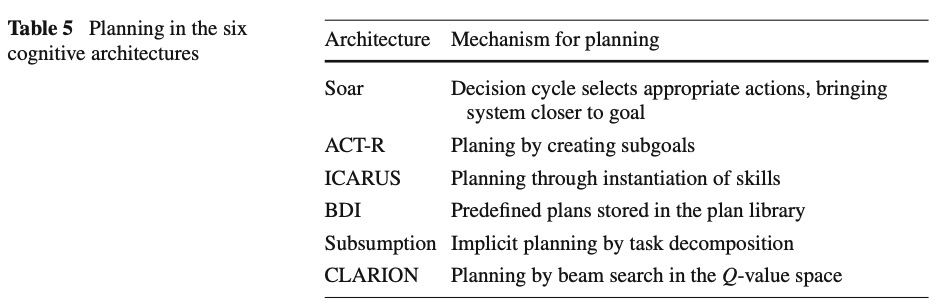 Table 5 Planning in the six
cognitive architectures
Architecture Mechanism for planning
Soar Decision cycle selects appropriate actions, bringing
system closer to goal
ACT-R Planing by creating subgoals
ICARUS Planning through instantiation of skills
BDI Predefined plans stored in the plan library
Subsumption Implicit planning by task decomposition
CLARION Planning by beam search in the Q-value space